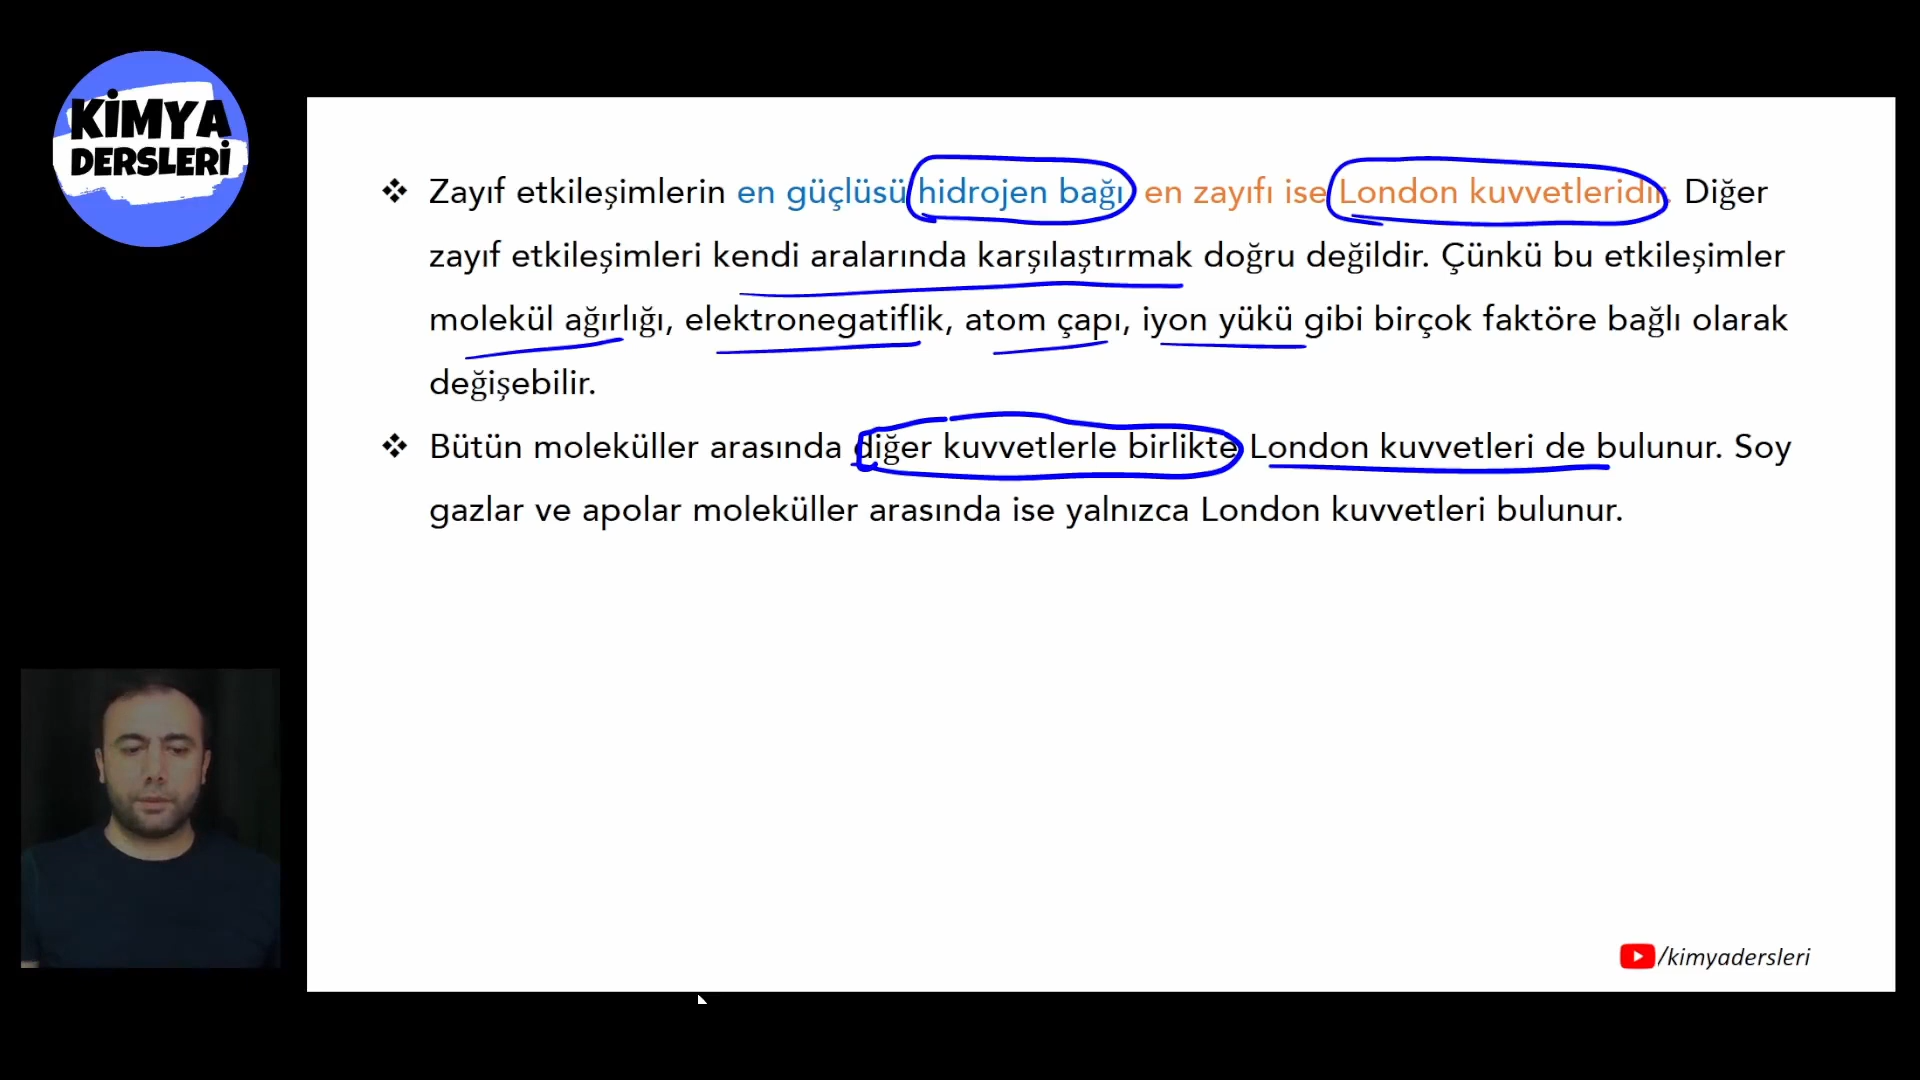 KİMYA
DERSLERİ
❖ Zayıf etkileşimlerin en güçlüsü hidrojen bağı, en zayıfı ise London kuvvetleridir. Diğer
zayıf etkileşimleri kendi aralarında karşılaştırmak doğru değildir. Çünkü bu etkileşimler
molekül ağırlığı, elektronegatiflik, atom çapı, iyon yükü gibi birçok faktöre bağlı olarak
değişebilir.
❖ Bütün moleküller arasında diğer kuvvetlerle birlikte London kuvvetleri de bulunur. Soy
gazlar ve apolar moleküller arasında ise yalnızca London kuvvetleri bulunur.
/kimyadersleri